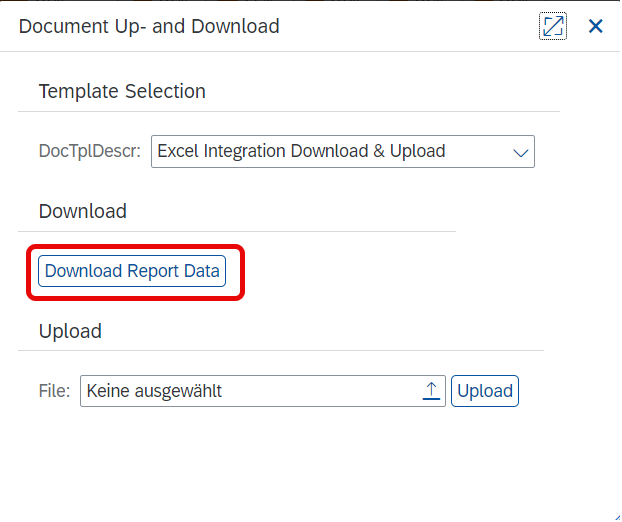 Document Up- and Download
Template Selection
DocTplDescr: Excel Integration Download & Upload
Download
Download Report Data
Upload
File: Keine ausgewählt Upload